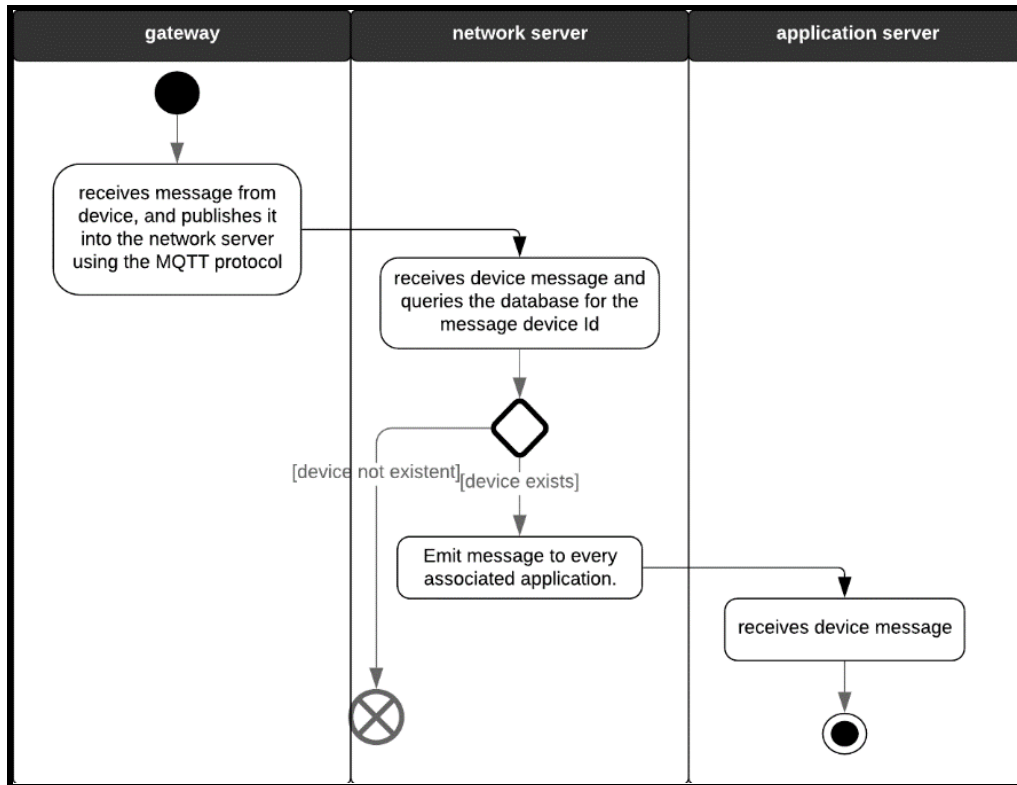 gateway
network server
application server
receives message from
device, and publishes it
into the network server
using the MQTT protocol
receives device message and
queries the database for the
message device Id
[device not existent]
[device exists]
Emit message to every
associated application.
receives device message